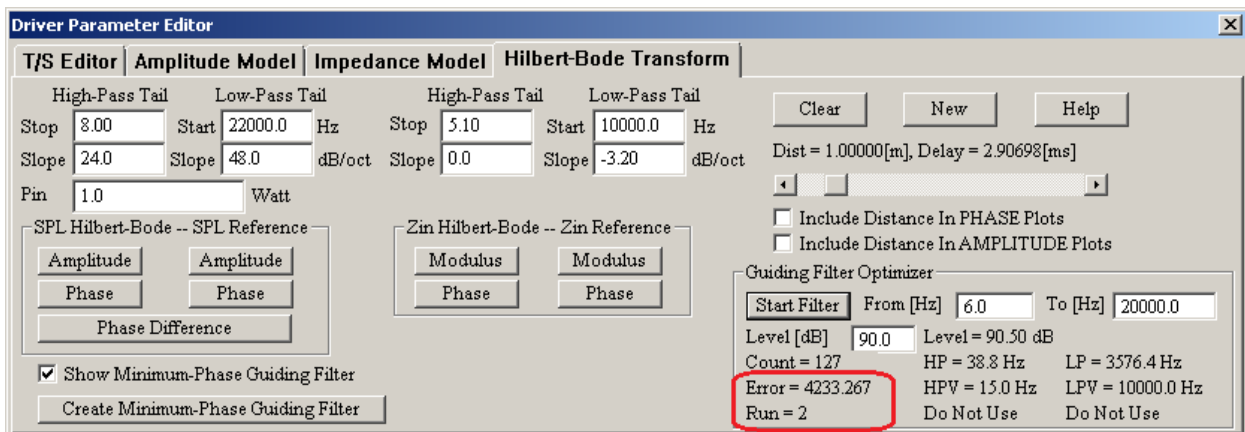 Driver Parameter Editor
T/S Editor Amplitude Model Impedance Model Hilbert-Bode Transform
High-Pass Tail Low-Pass Tail High-Pass Tail Low-Pass Tail
Stop 8.00 Start 22000.0 Hz Stop 5.10 Start 10000.0 Hz
Slope 24.0 Slope 48.0 dB/oct Slope 0.0 Slope -3.20 dB/oct
Pin 1.0 Watt
SPL Hilbert-Bode -- SPL Reference
Amplitude Amplitude
Phase Phase
Phase Difference
Show Minimum-Phase Guiding Filter
Create Minimum-Phase Guiding Filter
Zin Hilbert-Bode -- Zin Reference
Modulus Modulus
Phase Phase
Clear New Help
Dist = 1.00000[m], Delay = 2.90698[ms]
Include Distance In PHASE Plots
Include Distance In AMPLITUDE Plots
Guiding Filter Optimizer
Start Filter From [Hz] 6.0 To [Hz] 20000.0
Level [dB] 90.0 Level = 90.50 dB
Count = 127 HP = 38.8 Hz LP = 3576.4 Hz
Error = 4233.267 HPV = 15.0 Hz LPV = 10000.0 Hz
Run = 2 Do Not Use Do Not Use